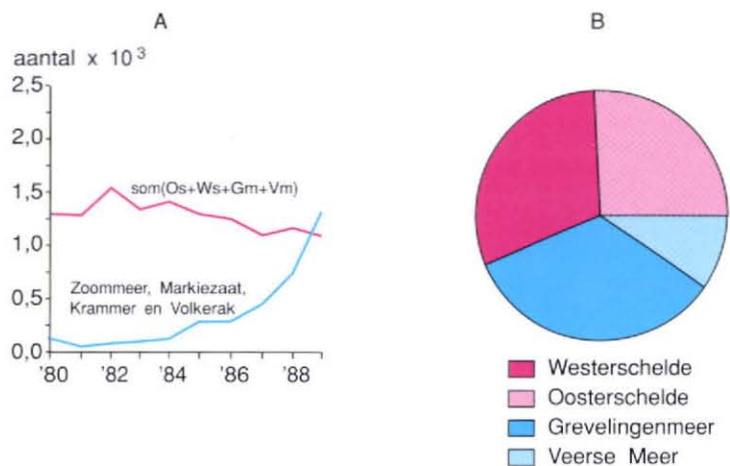 A
aantal x 10³
2,5
2,0
1,5
1,0
0,5
0,0
som(Os+Ws+Gm+Vm)
Zoommeer, Markiezaat,
Krammer en Volkerak
'80 '82 '84 '86 '88
B
Westerschelde
Oosterschelde
Grevelingenmeer
Veerse Meer